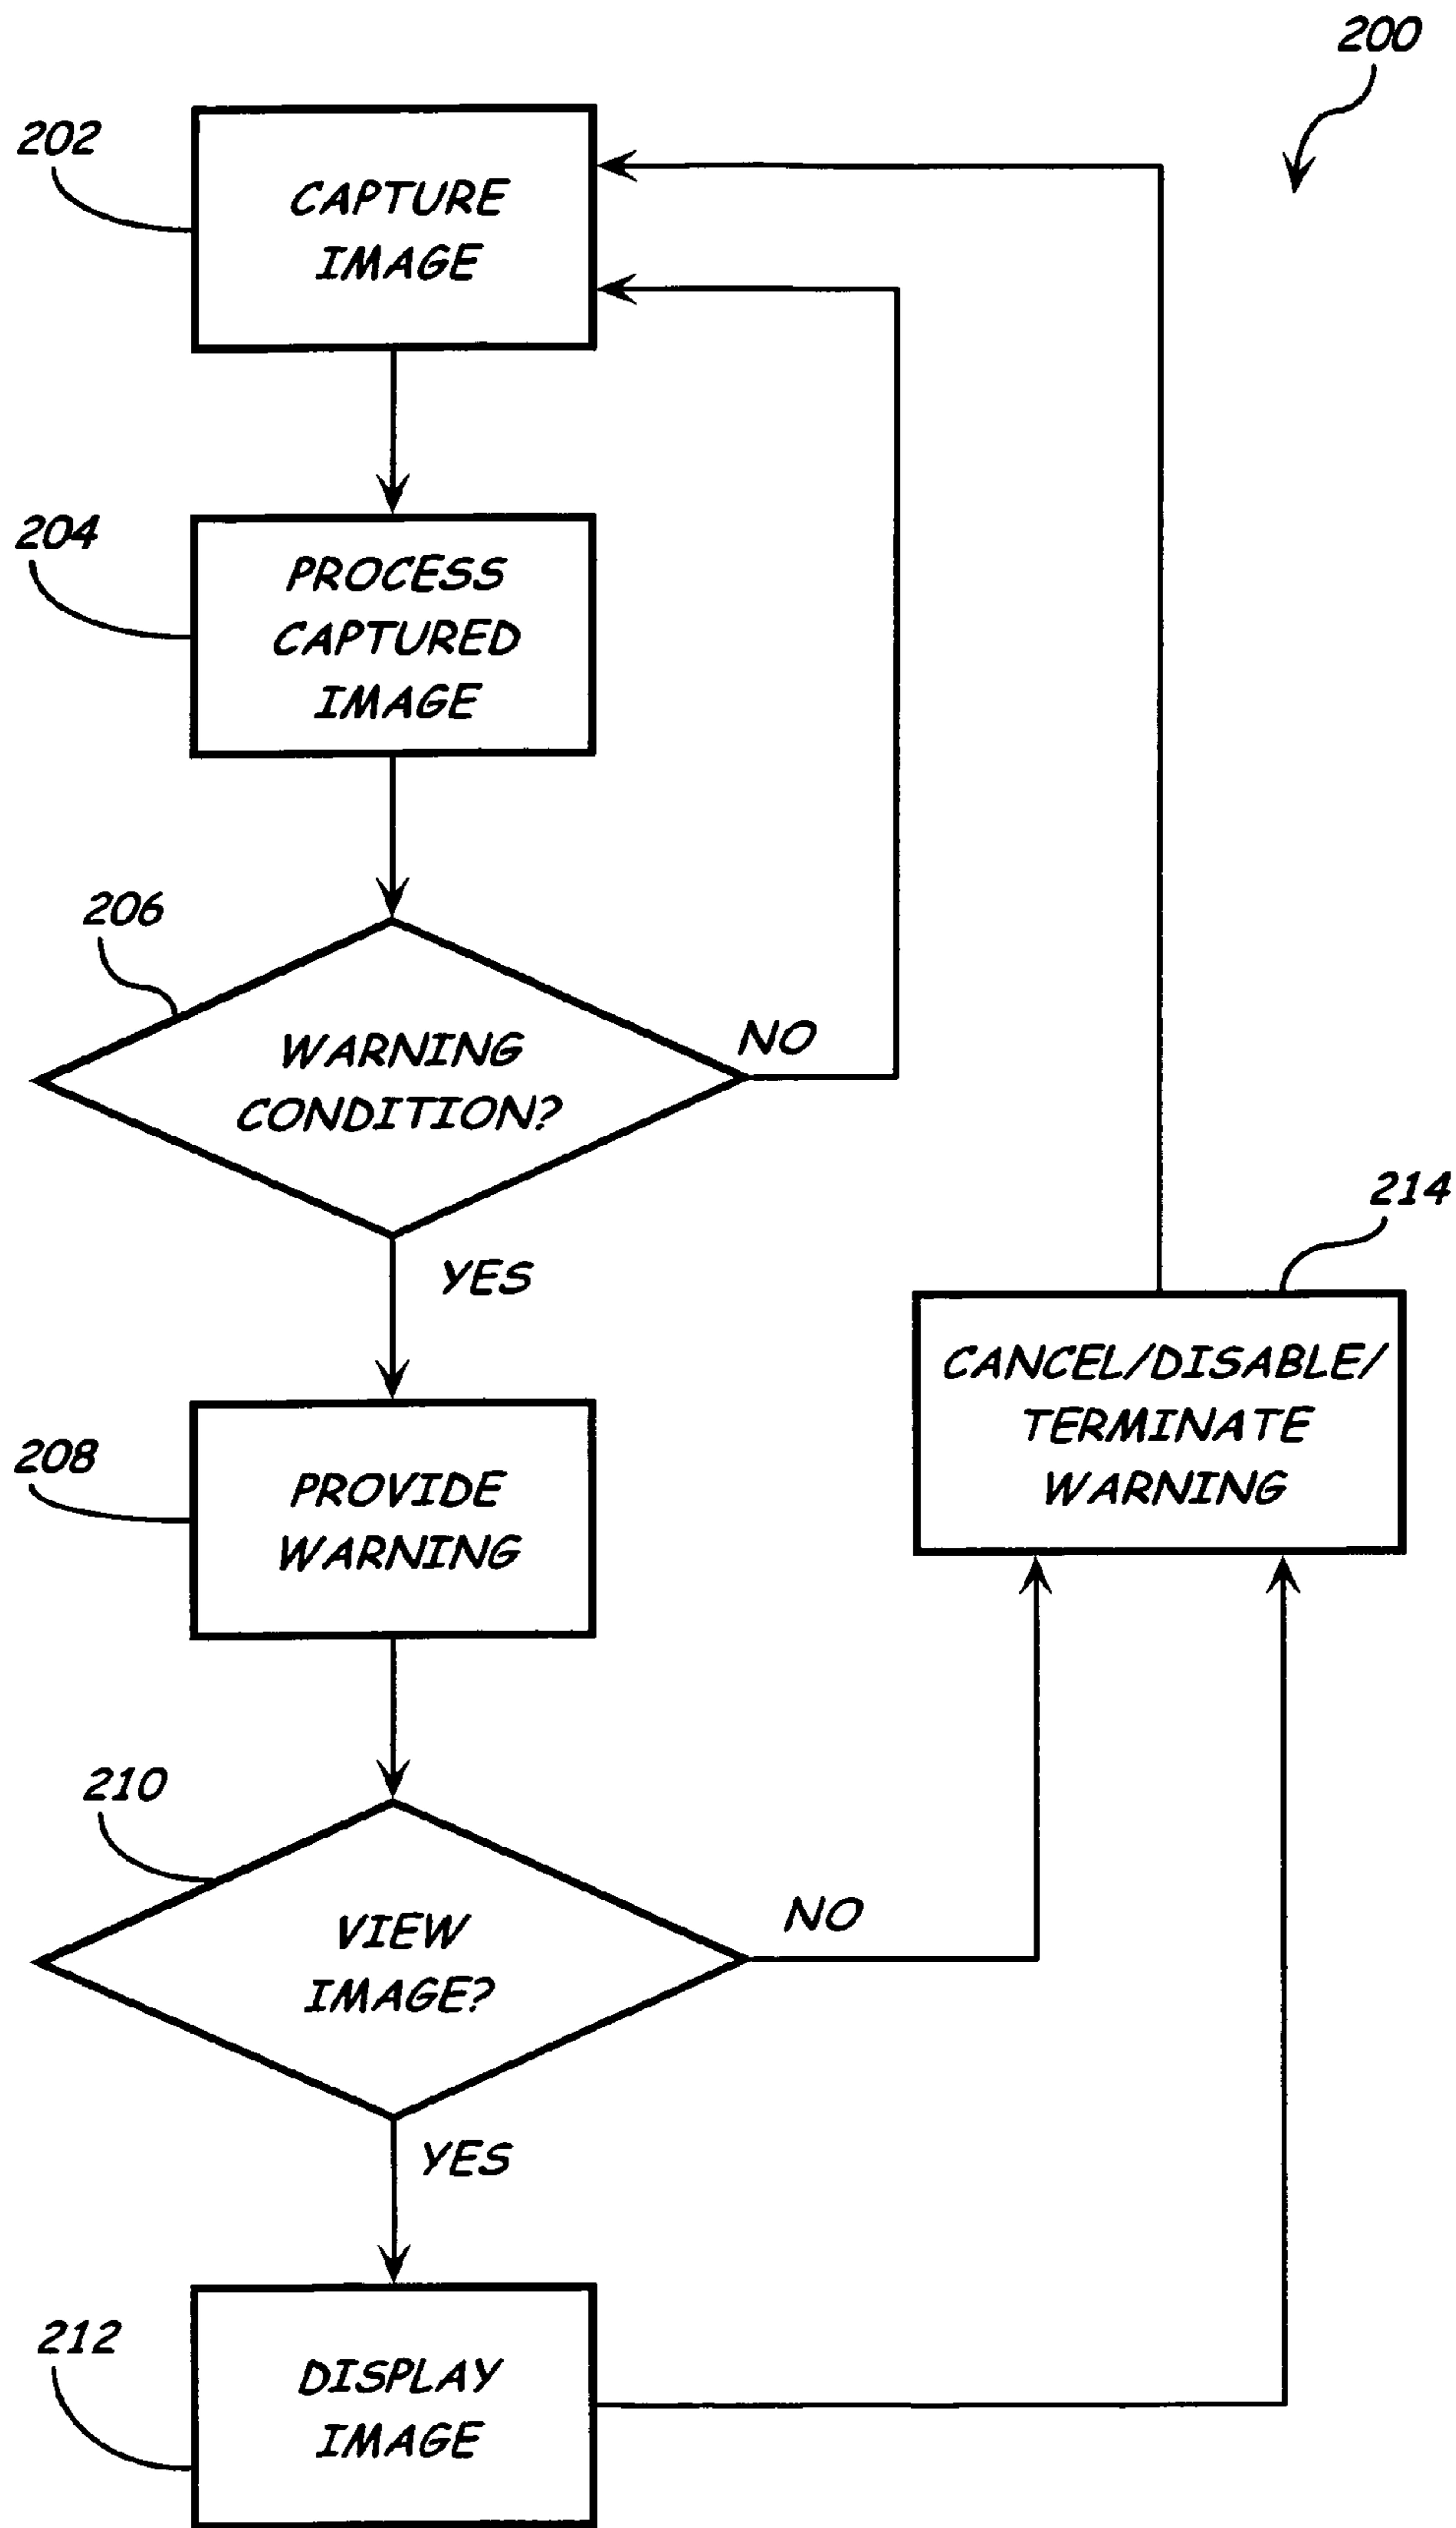 200
202
CAPTURE
IMAGE
204
PROCESS
CAPTURED
IMAGE
206
WARNING
CONDITION?
NO
YES
214
CANCEL/DISABLE/
TERMINATE
WARNING
208
PROVIDE
WARNING
210
VIEW
IMAGE?
NO
YES
212
DISPLAY
IMAGE